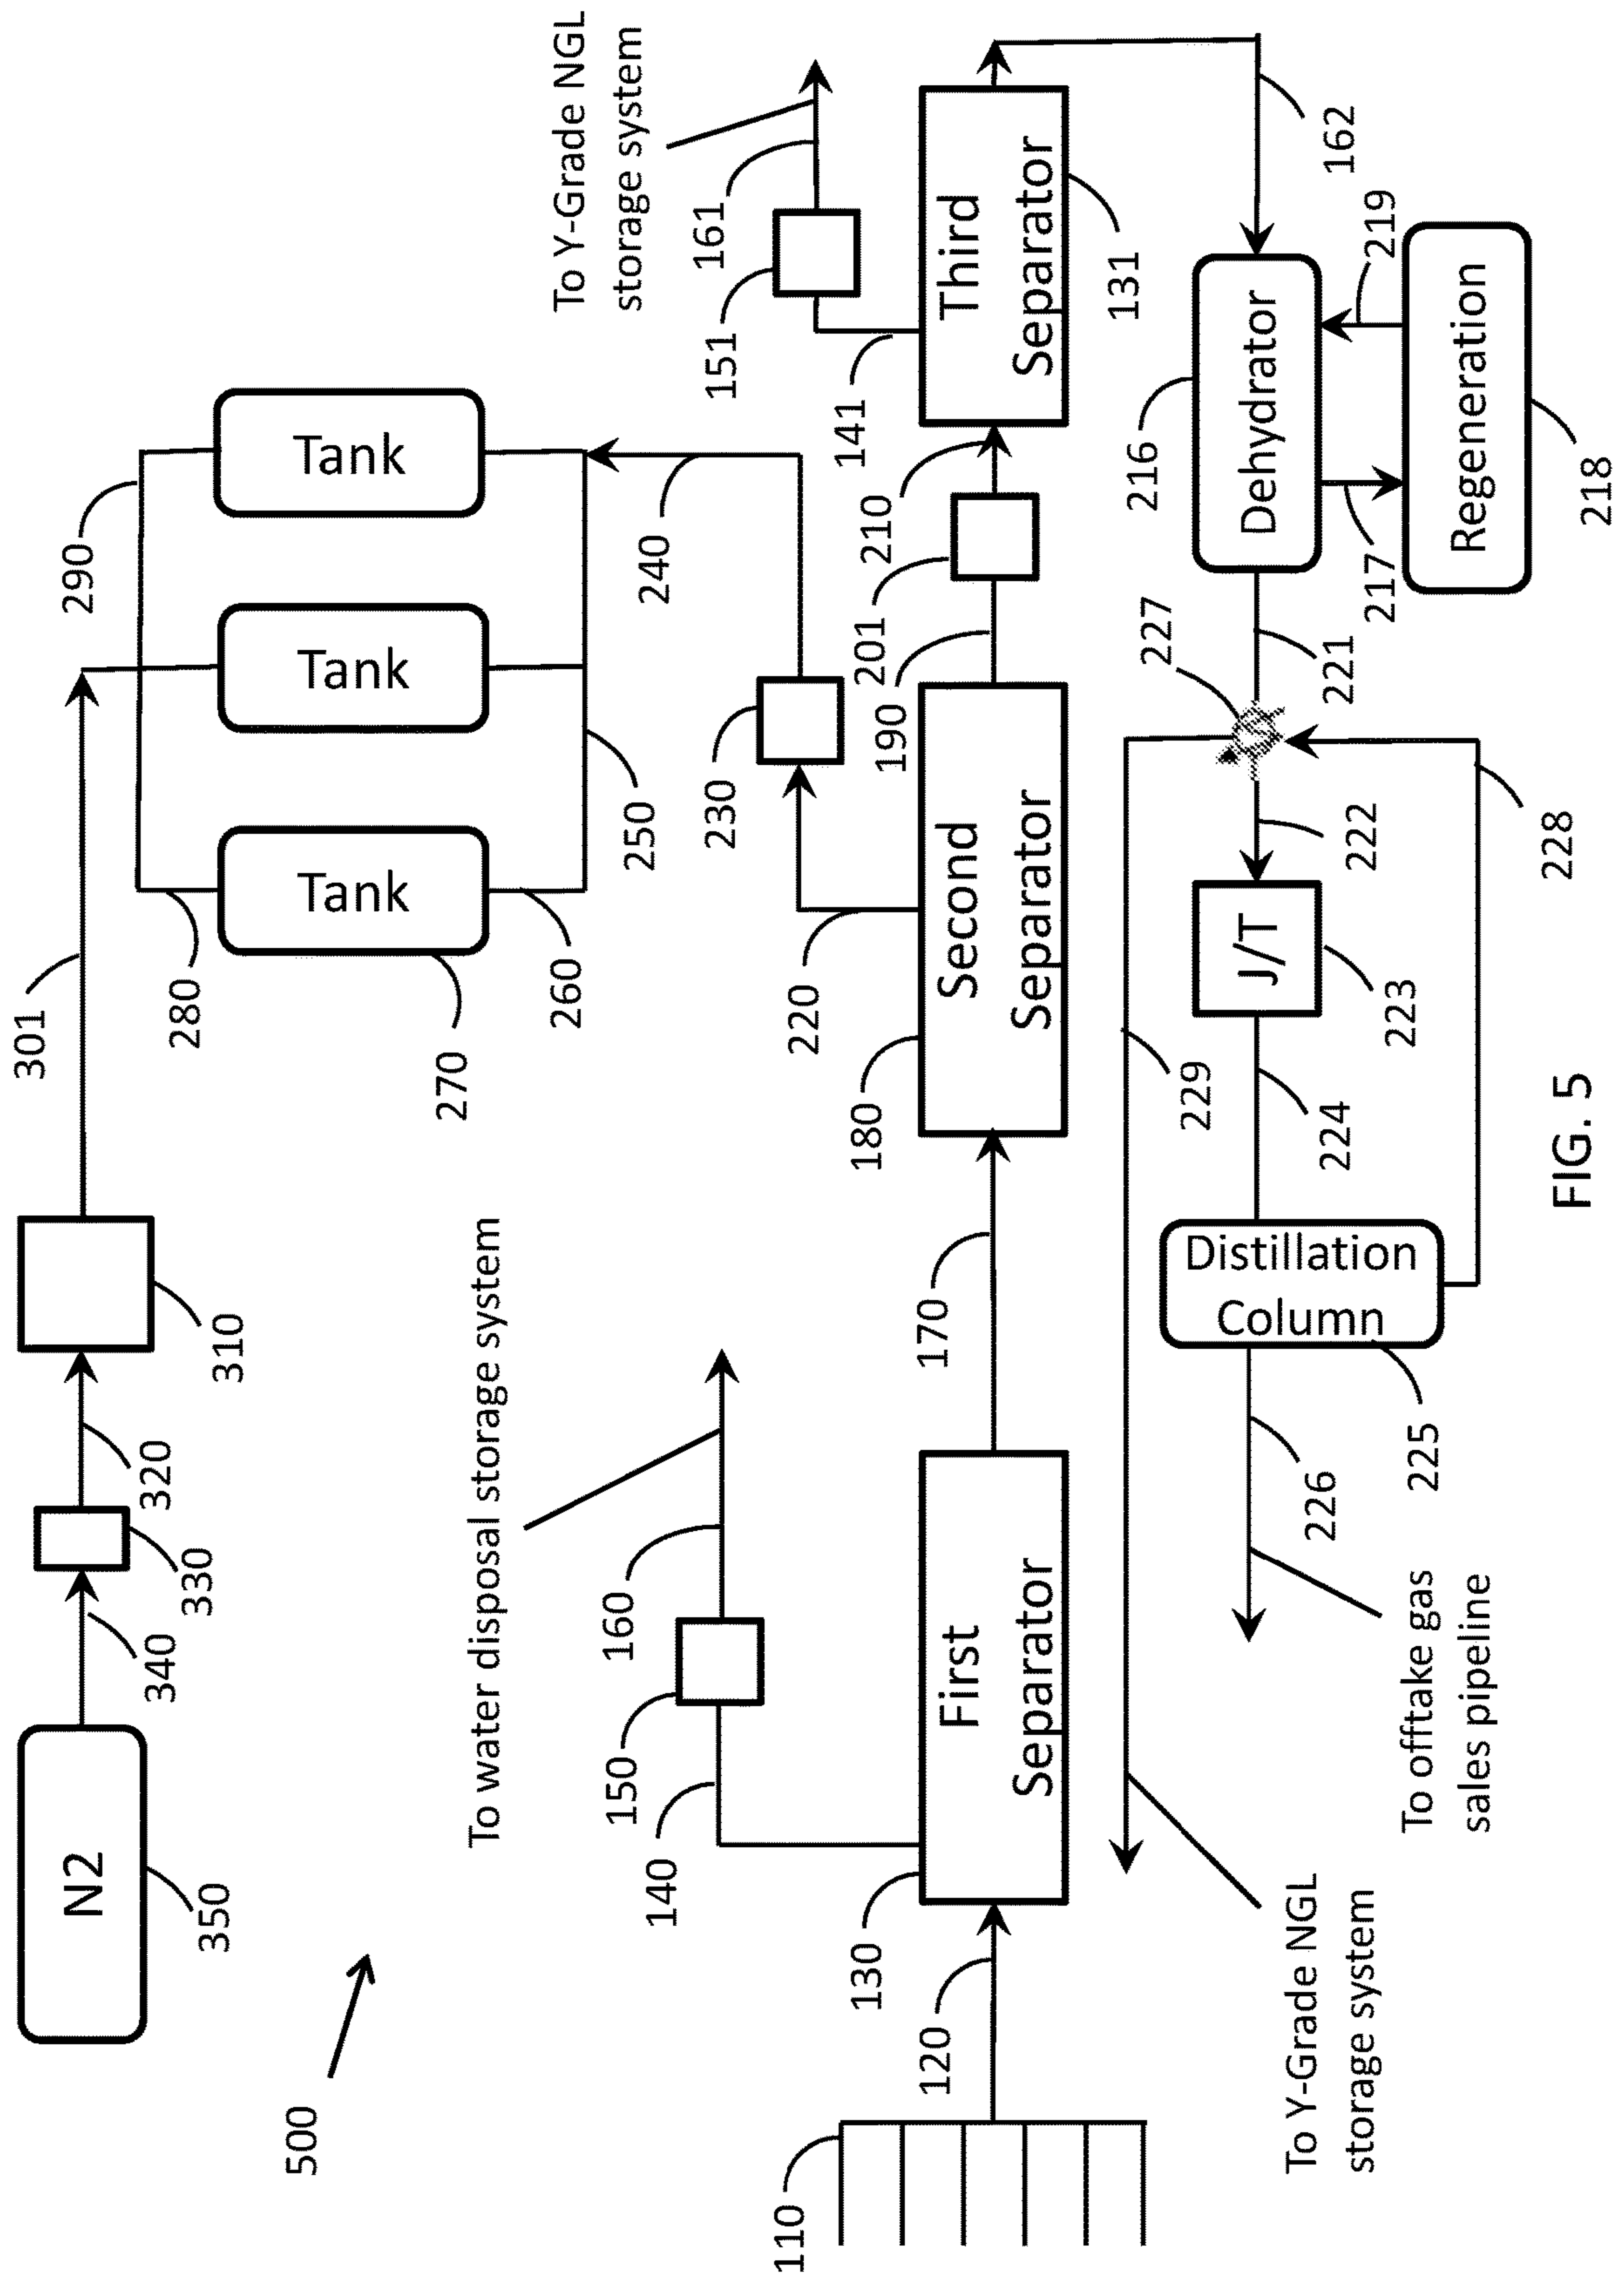 N2
350
340
330
320
310
301
280
290
Tank
Tank
Tank
270
260
250
240
230
220
500
To water disposal storage system
To Y-Grade NGL
storage system
140
150
160
141
151
161
110
120
130
First
Separator
170
180
Second
Separator
190
201
210
Third
Separator
131
162
216
Dehydrator
219
217
Regeneration
218
221
227
222
J/T
223
224
228
229
Distillation
Column
225
226
To offtake gas
sales pipeline
To Y-Grade NGL
storage system
FIG. 5